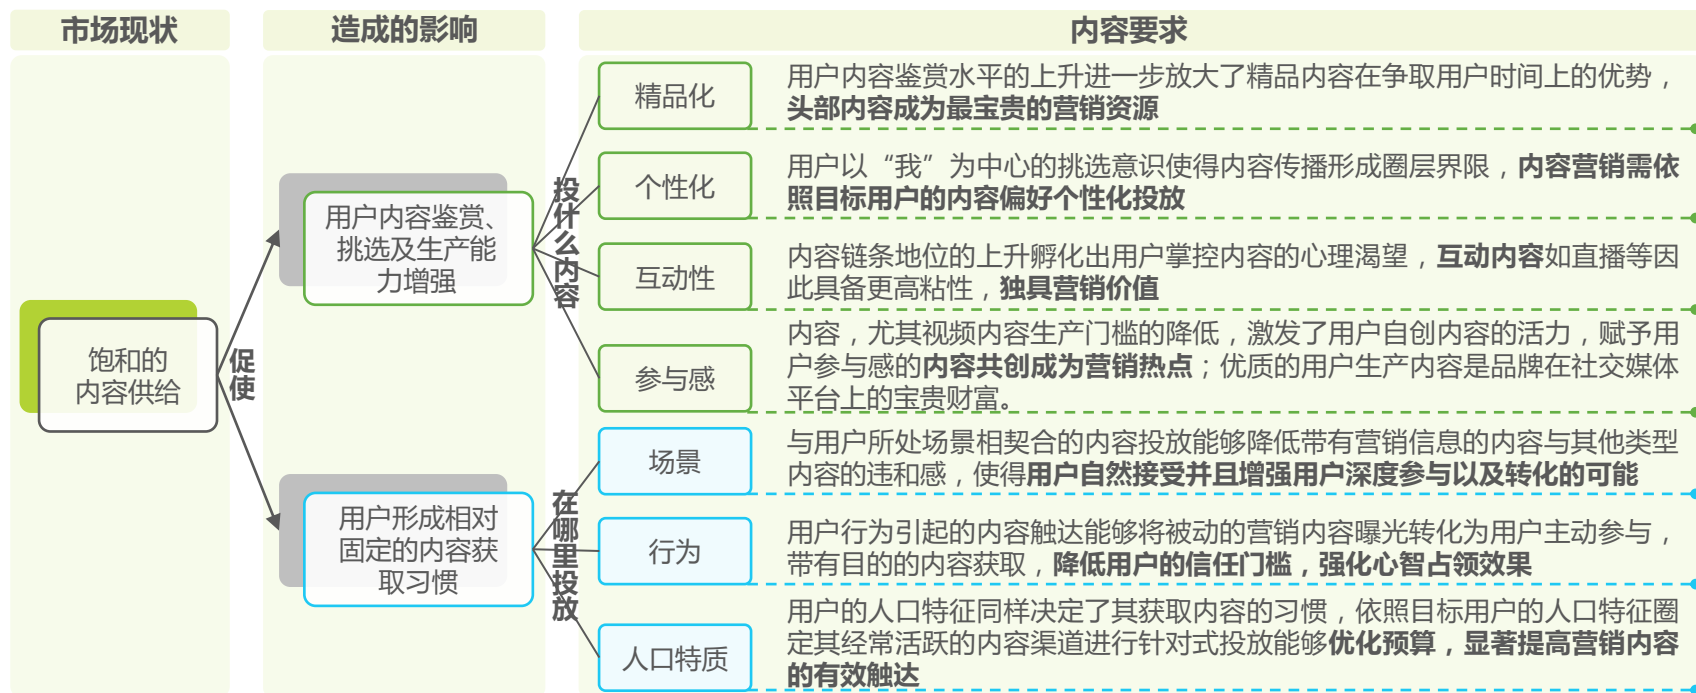 市场现状
造成的影响
内容要求
饱和的
内容供给
促使
用户内容鉴赏、
挑选及生产能
力增强
投什么内容
精品化
用户内容鉴赏水平的上升进一步放大了精品内容在争取用户时间上的优势，
头部内容成为最宝贵的营销资源
个性化
用户以“我”为中心的挑选意识使得内容传播形成圈层界限，内容营销需依
照目标用户的内容偏好个性化投放
互动性
内容链条地位的上升孵化出用户掌控内容的心理渴望，互动内容如直播等因
此具备更高粘性，独具营销价值
参与感
内容，尤其视频内容生产门槛的降低，激发了用户自创内容的活力，赋予用
户参与感的内容共创成为营销热点；优质的用户生产内容是品牌在社交媒体
平台上的宝贵财富。
用户形成相对
固定的内容获
取习惯
在哪里投放
场景
与用户所处场景相契合的内容投放能够降低带有营销信息的内容与其他类型
内容的违和感，使得用户自然接受并且增强用户深度参与以及转化的可能
行为
用户行为引起的内容触达能够将被动的营销内容曝光转化为用户主动参与，
带有目的的内容获取，降低用户的信任门槛，强化心智占领效果
人口特质
用户的人口特征同样决定了其获取内容的习惯，依照目标用户的人口特征圈
定其经常活跃的内容渠道进行针对式投放能够优化预算，显著提高营销内容
的有效触达